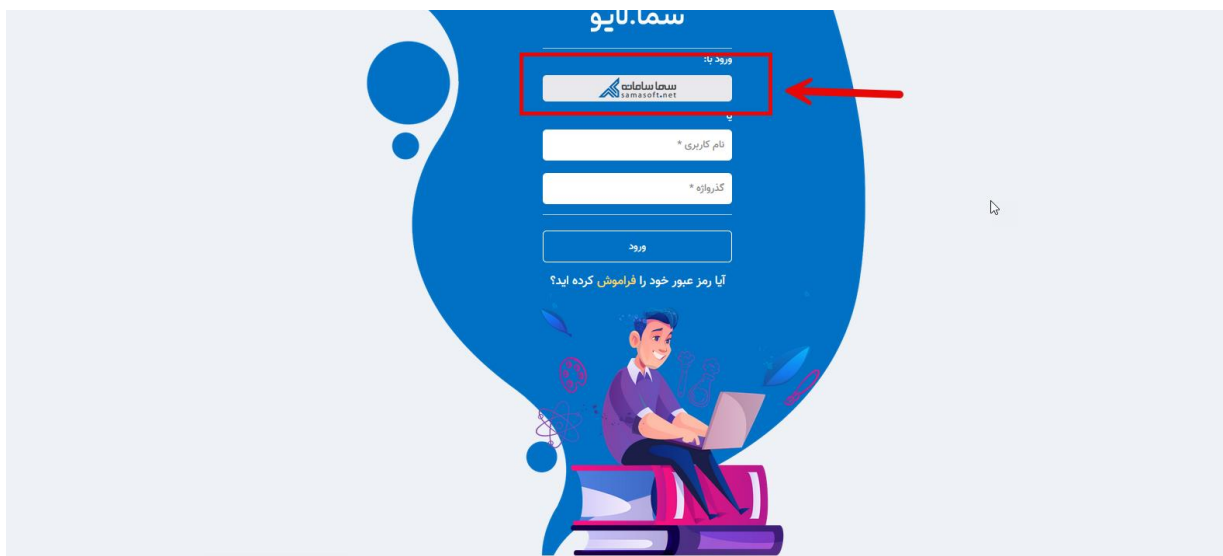 سما.لایو
ورود با:
سما سامانه
samasoft.net
یا
نام کاربری *
گذرواژه *
ورود
آیا رمز عبور خود را فراموش کرده اید؟